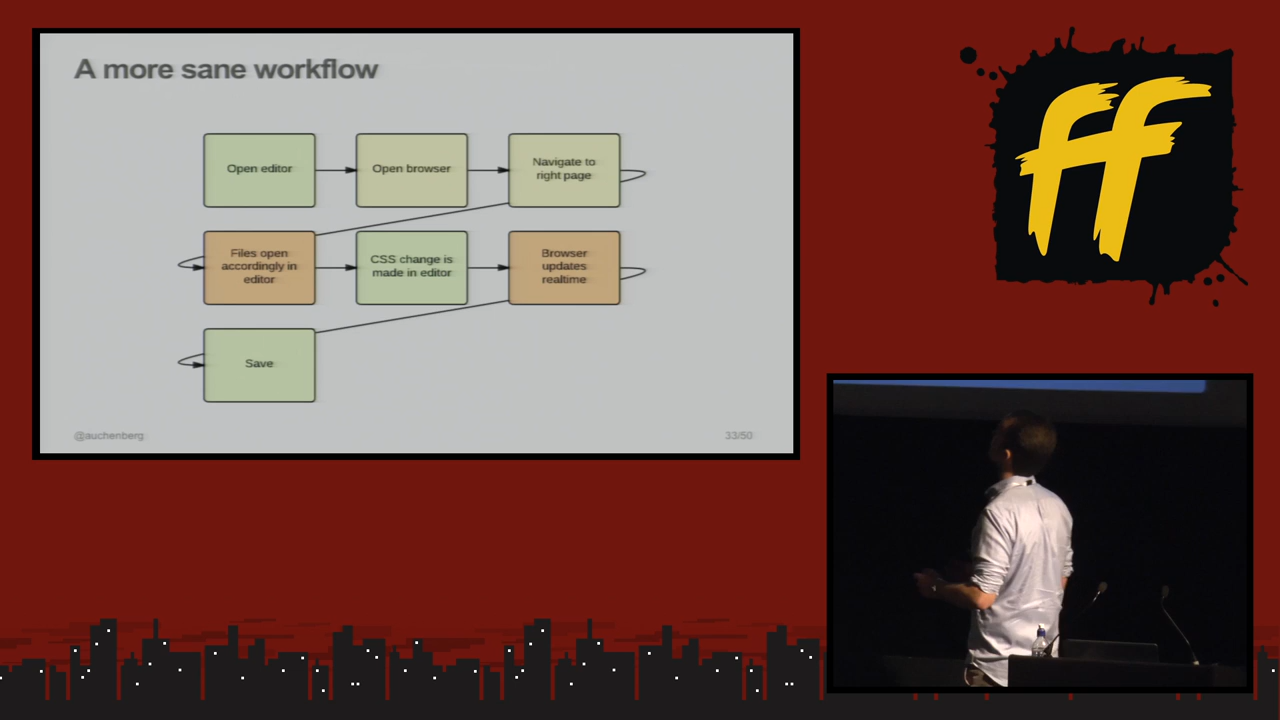 A more sane workflow
Open editor
Open browser
Navigate to
right page
Files open
accordingly in
editor
CSS change is
made in editor
Browser
updates
realtime
Save
@auchenberg
33/50
ff